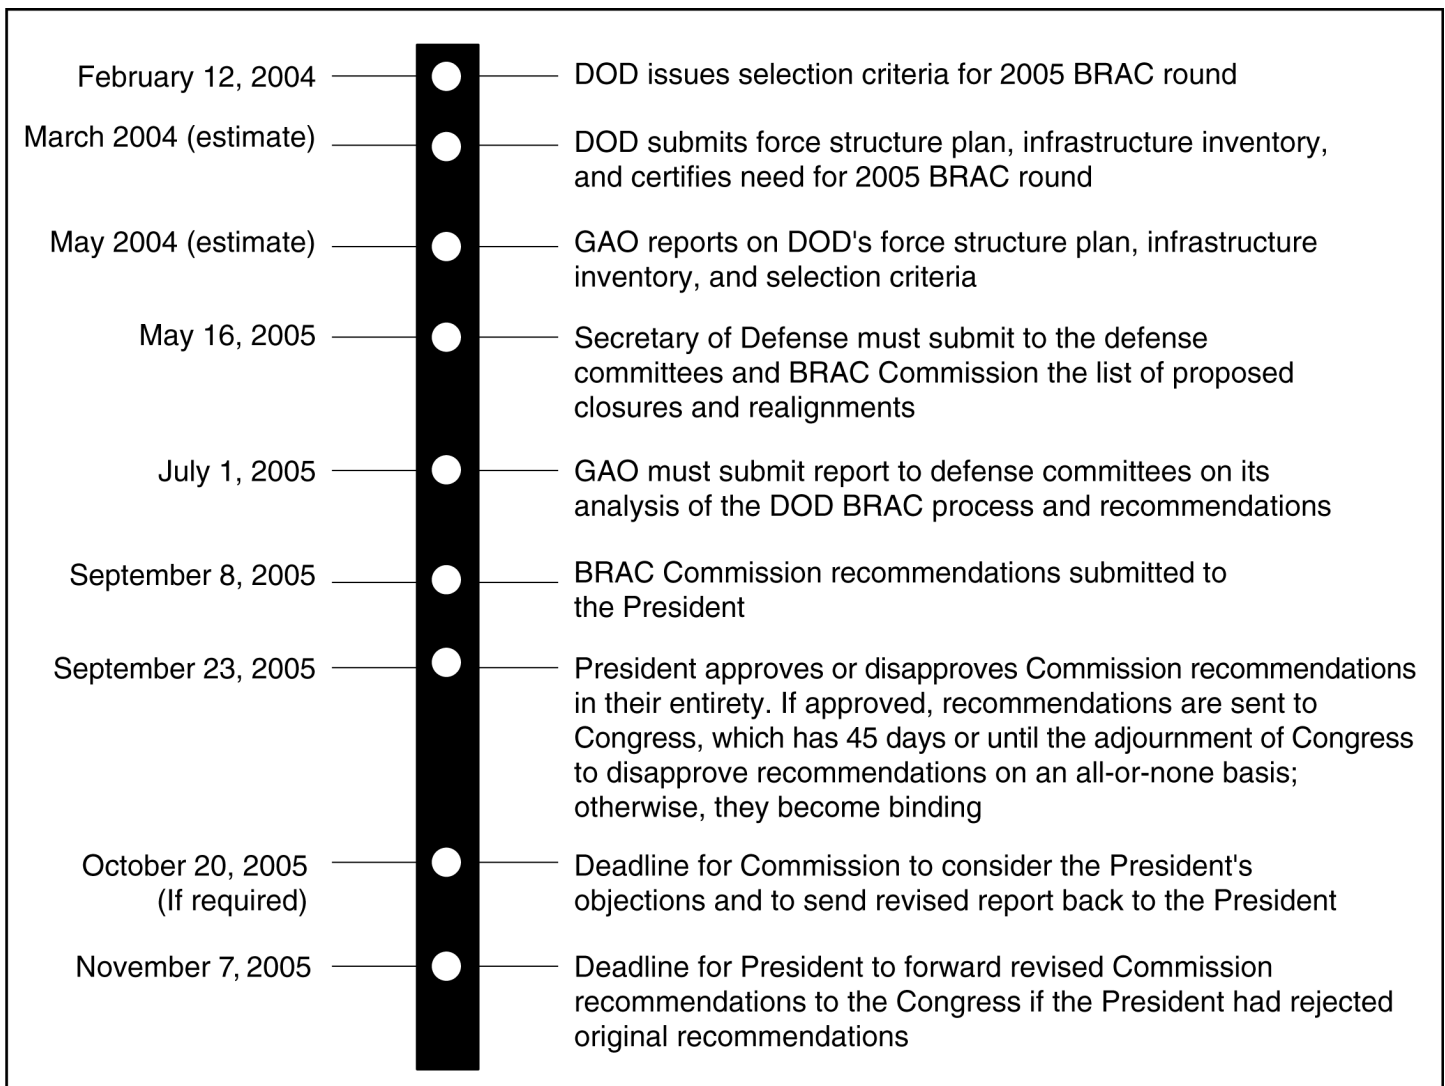 February 12, 2004
DOD issues selection criteria for 2005 BRAC round
March 2004 (estimate)
DOD submits force structure plan, infrastructure inventory,
and certifies need for 2005 BRAC round
May 2004 (estimate)
GAO reports on DOD's force structure plan, infrastructure
inventory, and selection criteria
May 16, 2005
Secretary of Defense must submit to the defense
committees and BRAC Commission the list of proposed
closures and realignments
July 1, 2005
GAO must submit report to defense committees on its
analysis of the DOD BRAC process and recommendations
September 8, 2005
BRAC Commission recommendations submitted to
the President
September 23, 2005
President approves or disapproves Commission recommendations
in their entirety. If approved, recommendations are sent to
Congress, which has 45 days or until the adjournment of Congress
to disapprove recommendations on an all-or-none basis;
otherwise, they become binding
October 20, 2005
(If required)
Deadline for Commission to consider the President's
objections and to send revised report back to the President
November 7, 2005
Deadline for President to forward revised Commission
recommendations to the Congress if the President had rejected
original recommendations